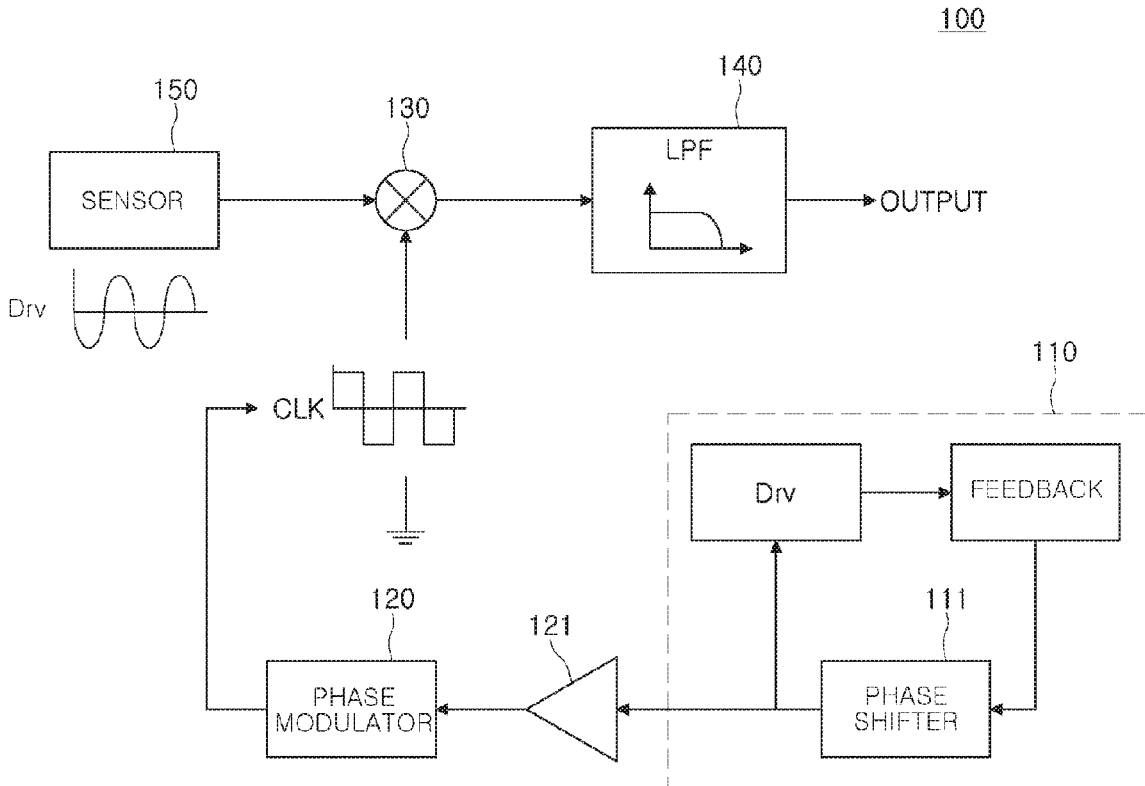 100
150
130
140
SENSOR
LPF
OUTPUT
Drv
CLK
110
Drv
FEEDBACK
120
121
111
PHASE
MODULATOR
PHASE
SHIFTER